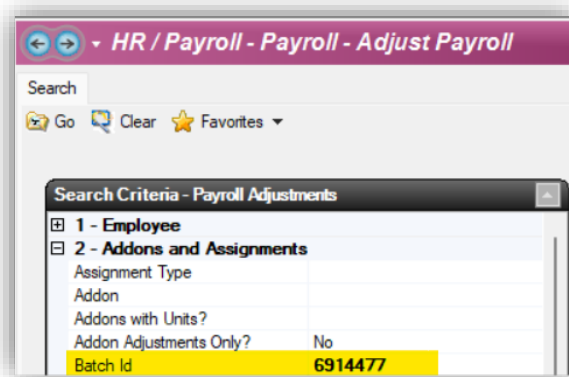 HR / Payroll - Payroll - Adjust Payroll
Search
Go Clear Favorites
Search Criteria - Payroll Adjustments
1 - Employee
2 - Addons and Assignments
Assignment Type
Addon
Addons with Units?
Addon Adjustments Only? No
Batch Id 6914477